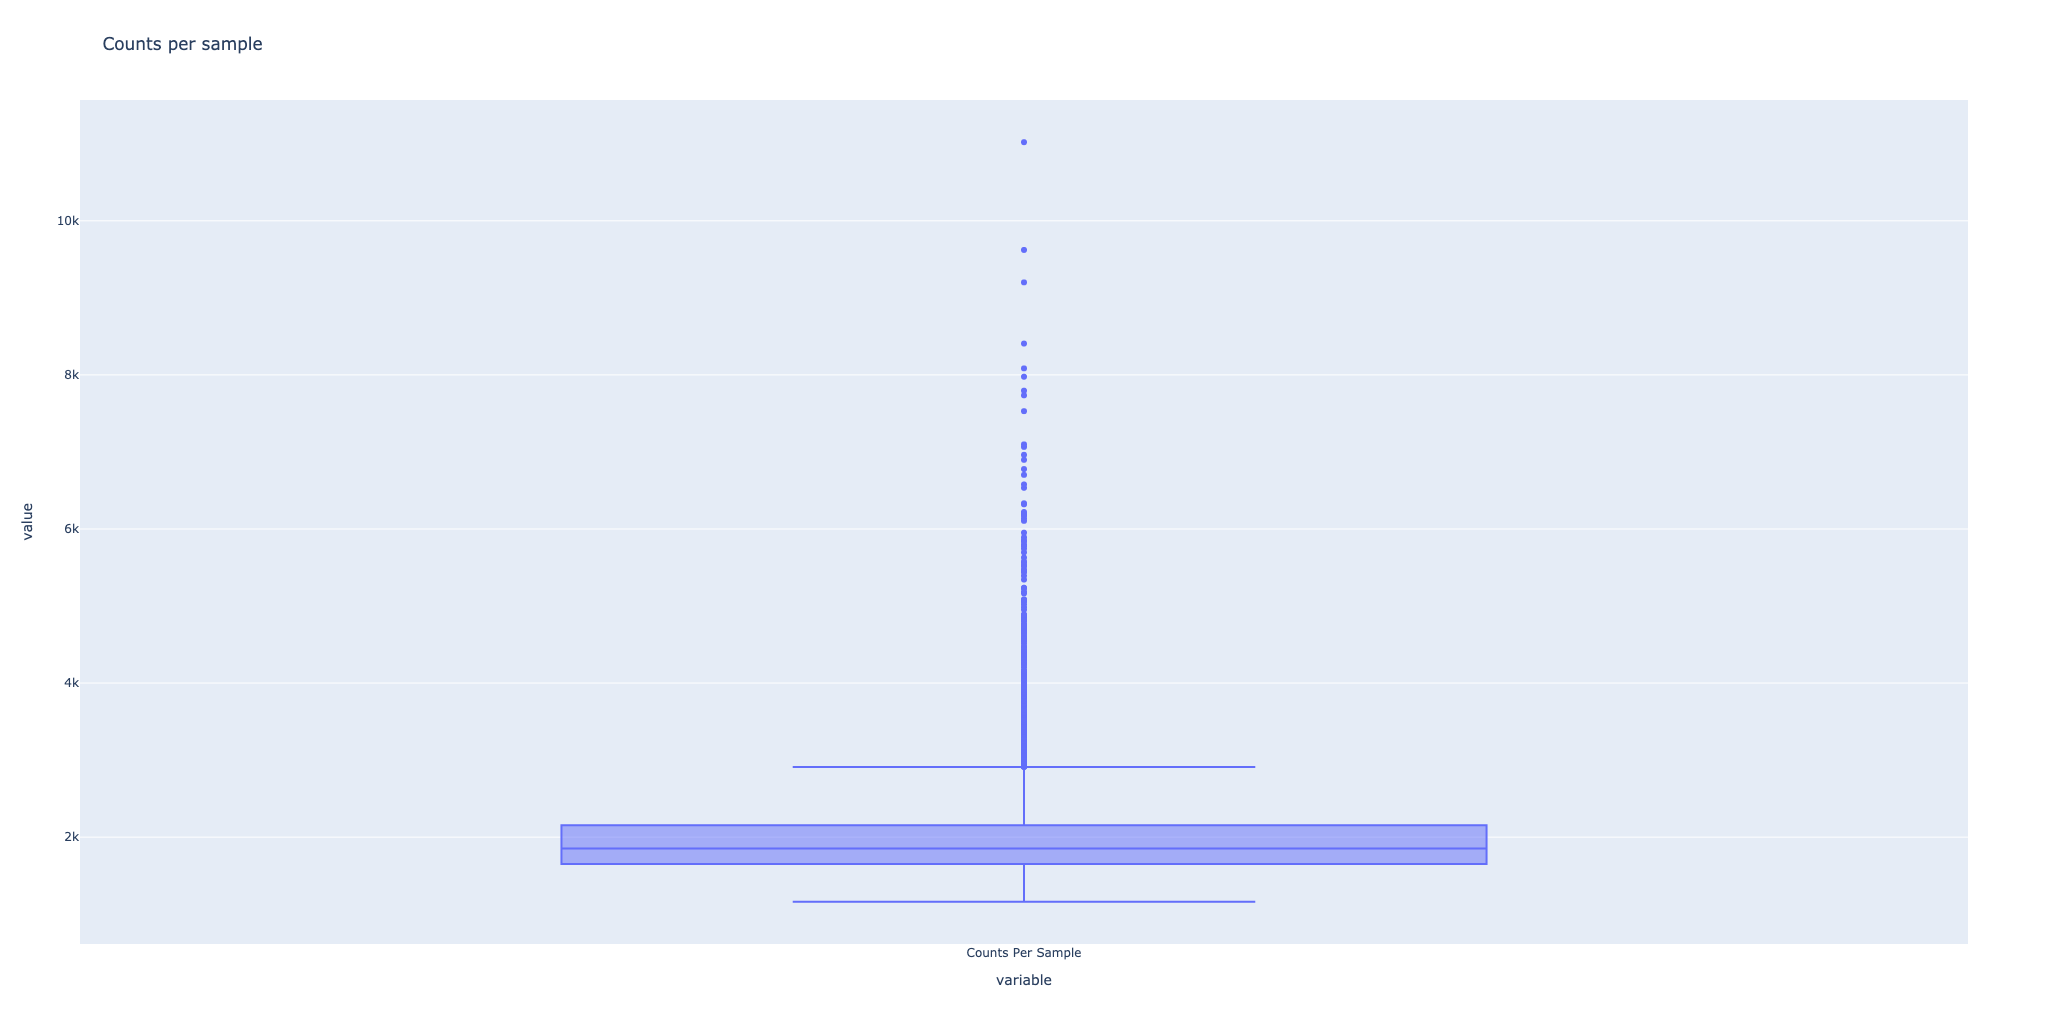 Counts per sample
10k
8k
6k
4k
2k
value
Counts Per Sample
variable